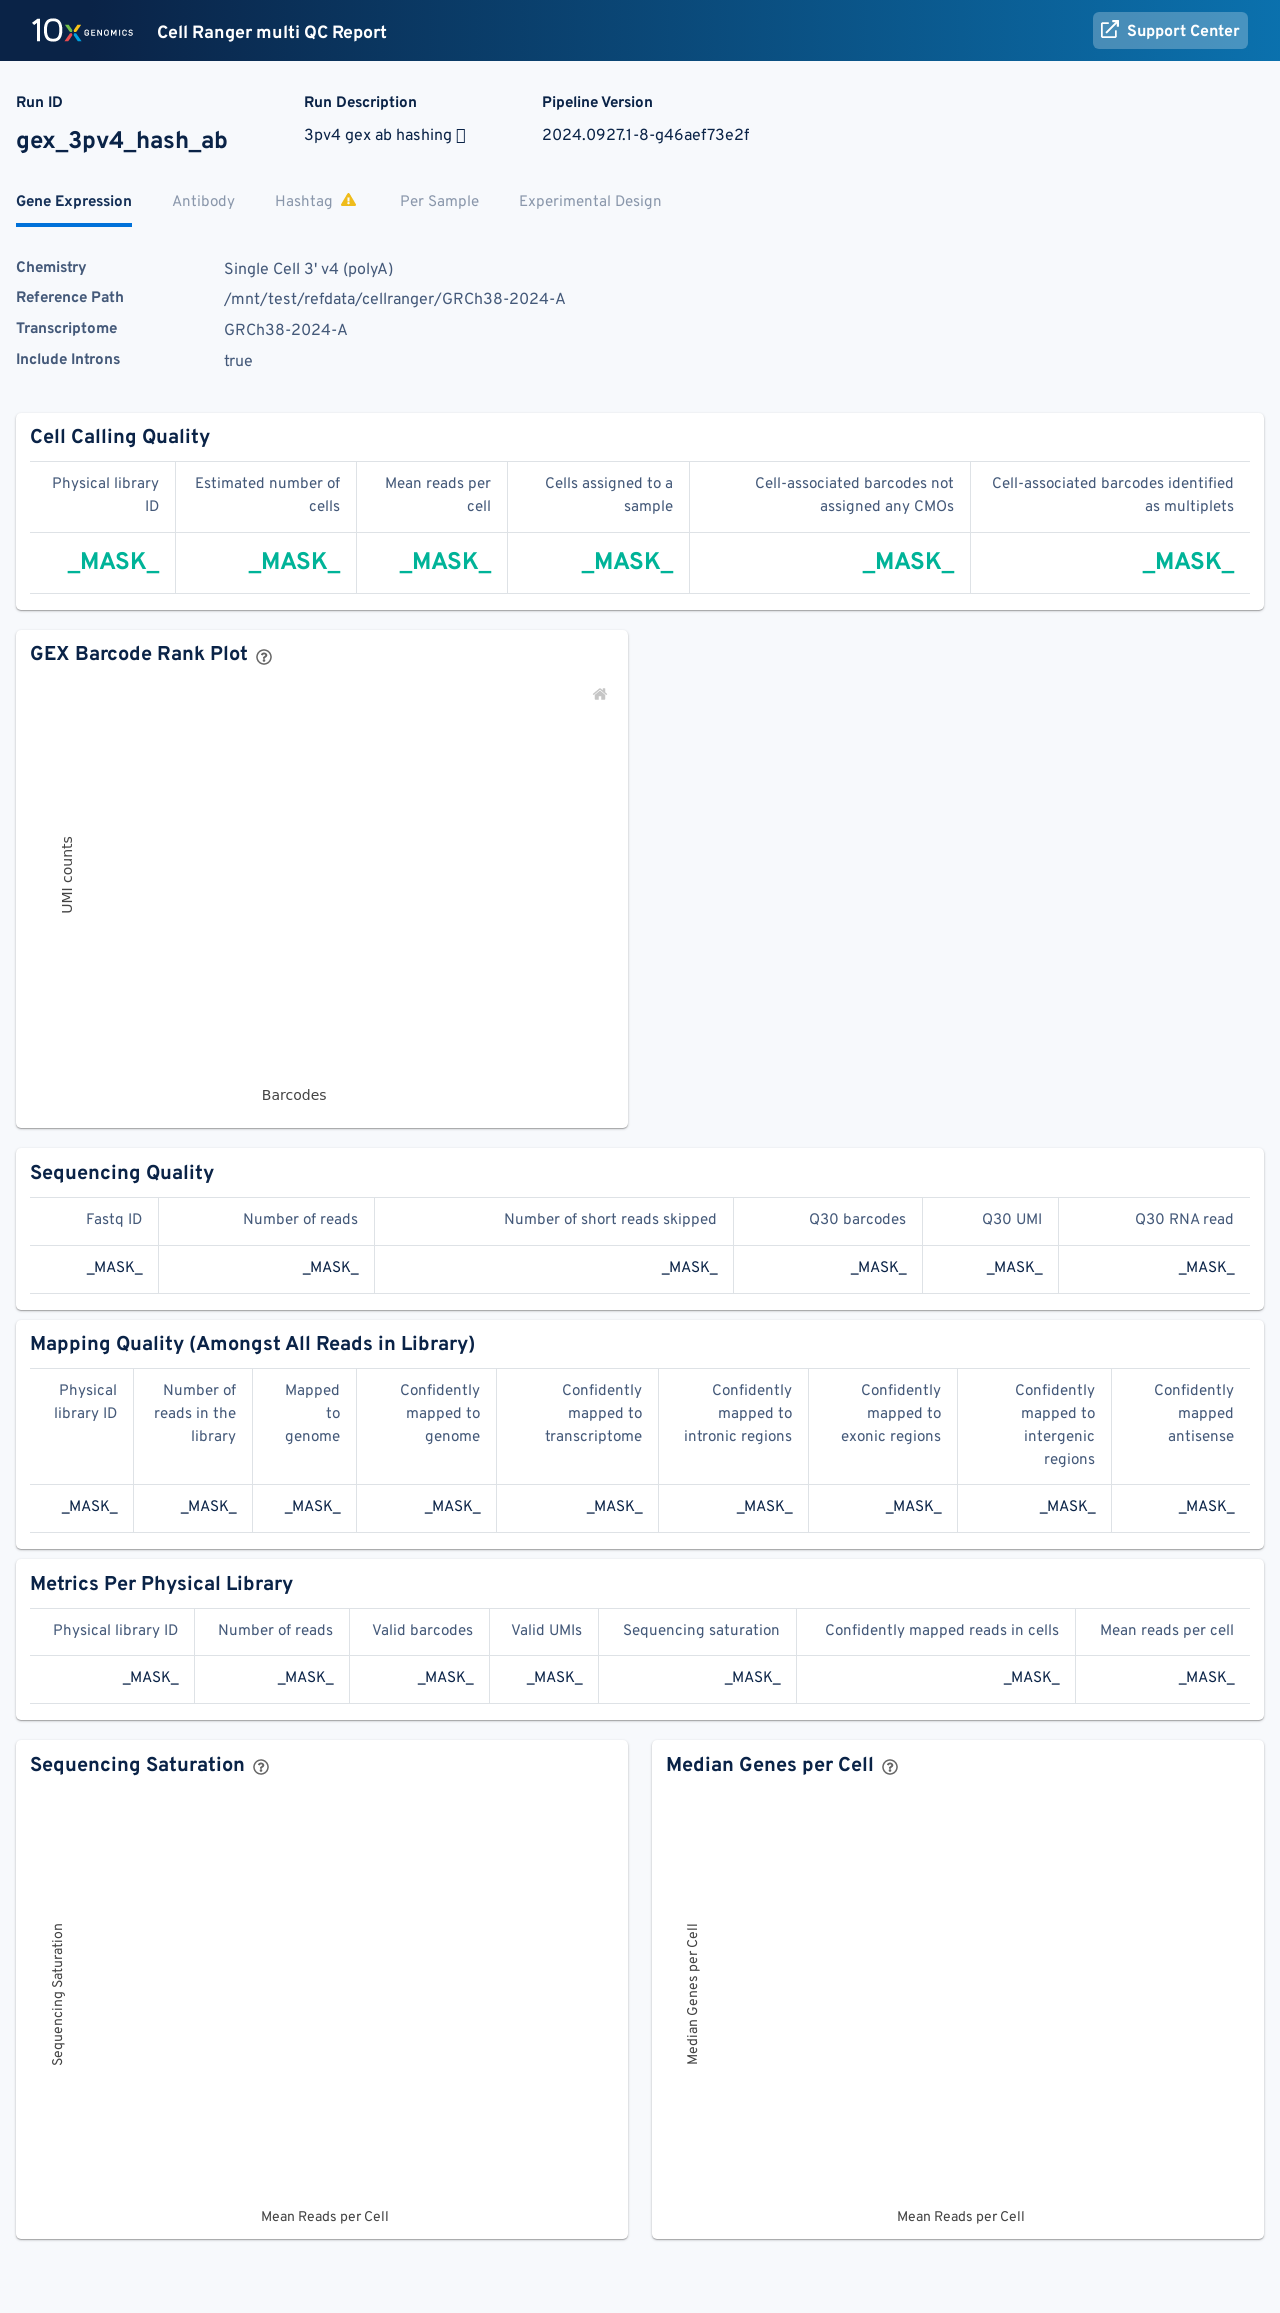 10x GENOMICS Cell Ranger multi QC Report Support Center
Run ID Run Description Pipeline Version
gex_3pv4_hash_ab 3pv4 gex ab hashing 2024.0927.1-8-g46aef73e2f
Gene Expression Antibody Hashtag Per Sample Experimental Design
Chemistry Single Cell 3' v4 (polyA)
Reference Path /mnt/test/refdata/cellranger/GRCh38-2024-A
Transcriptome GRCh38-2024-A
Include Introns true
Cell Calling Quality
Physical library Estimated number of Mean reads per Cells assigned to a Cell-associated barcodes not Cell-associated barcodes identified
ID cells cell sample assigned any CMOs as multiplets
_MASK_ _MASK_ _MASK_ _MASK_ _MASK_ _MASK_
GEX Barcode Rank Plot ?
UMI counts
Barcodes
Sequencing Quality
Fastq ID Number of reads Number of short reads skipped Q30 barcodes Q30 UMI Q30 RNA read
_MASK_ _MASK_ _MASK_ _MASK_ _MASK_ _MASK_
Mapping Quality (Amongst All Reads in Library)
Physical Number of Mapped Confidently Confidently Confidently Confidently Confidently Confidently
library ID reads in the to mapped to mapped to mapped to mapped to mapped to mapped
library genome genome transcriptome intronic regions exonic regions intergenic antisense
regions
_MASK_ _MASK_ _MASK_ _MASK_ _MASK_ _MASK_ _MASK_ _MASK_ _MASK_
Metrics Per Physical Library
Physical library ID Number of reads Valid barcodes Valid UMIs Sequencing saturation Confidently mapped reads in cells Mean reads per cell
_MASK_ _MASK_ _MASK_ _MASK_ _MASK_ _MASK_ _MASK_
Sequencing Saturation ? Median Genes per Cell ?
Sequencing Saturation Median Genes per Cell
Mean Reads per Cell Mean Reads per Cell